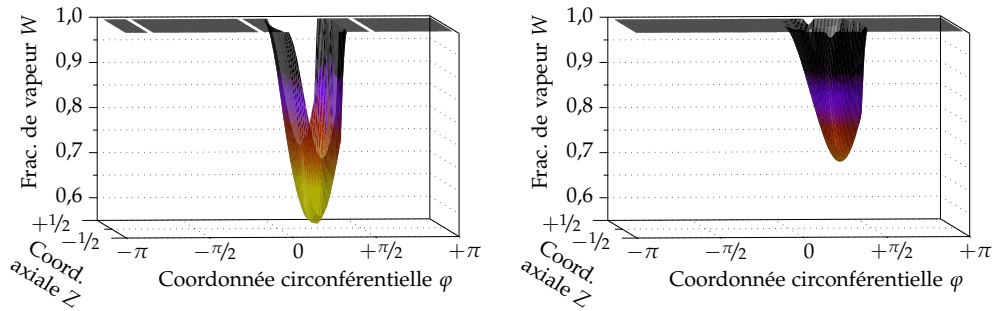 1,0
0,9
0,8
0,7
0,6
Frac. de vapeur W
+1/2
−1/2
Coord.
axiale Z
−π
−π/2
0
+π/2
+π
Coordonnée circonférentielle φ
1,0
0,9
0,8
0,7
0,6
Frac. de vapeur W
+1/2
−1/2
Coord.
axiale Z
−π
−π/2
0
+π/2
+π
Coordonnée circonférentielle φ